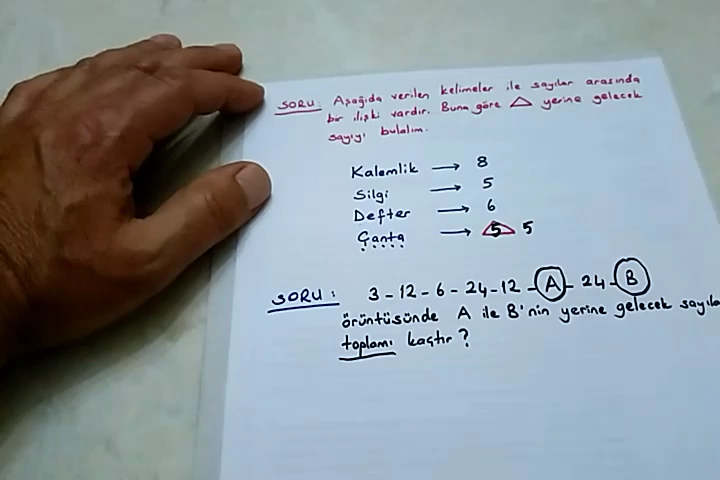 SORU: Aşağıda verilen kelimeler ile sayılar arasında
bir ilişki vardır. Buna göre △ yerine gelecek
sayıyı bulalım.
Kalemlik → 8
Silgi → 5
Defter → 6
Çanta → 5 5
SORU: 3-12-6-24-12-A-24-B
örüntüsünde A ile B'nin yerine gelecek sayıla
toplamı kaçtır?